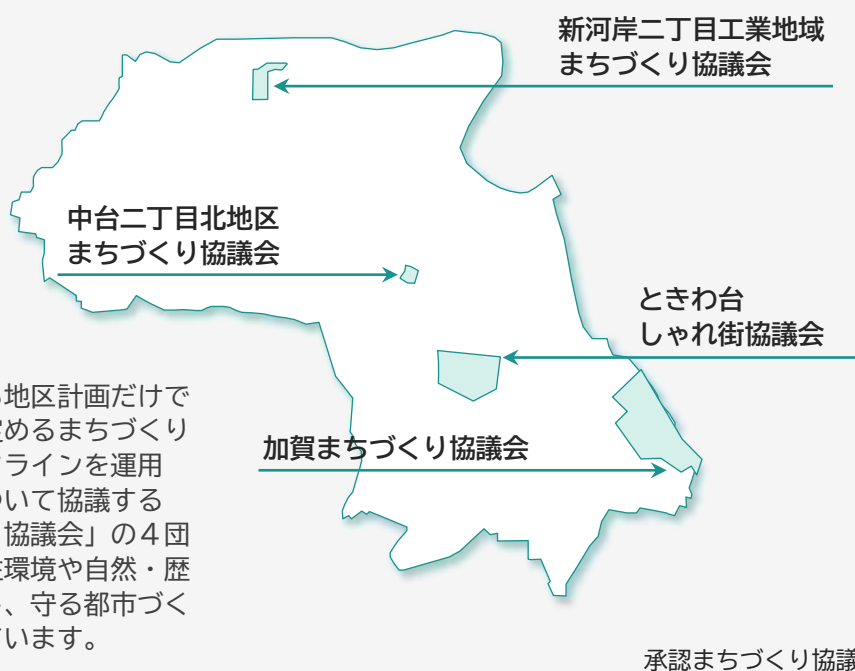 新河岸二丁目工業地域
まちづくり協議会
中台二丁目北地区
まちづくり協議会
ときわ台
しゃれ街協議会
加賀まちづくり協議会
地区計画だけで
めるまちづくり
ラインを運用
いて協議する
協議会」の４団
環境や自然・歴
、守る都市づく
います。
承認まちづくり協議